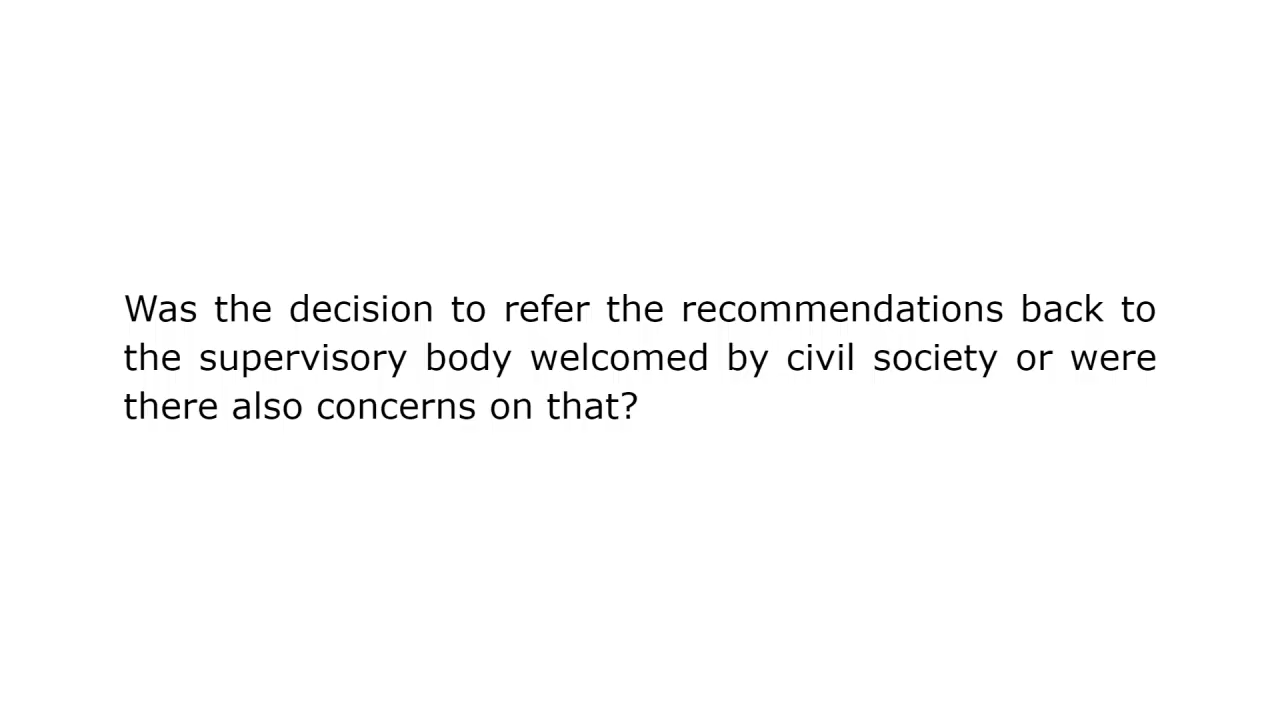 Was the decision to refer the recommendations back to
the supervisory body welcomed by civil society or were
there also concerns on that?